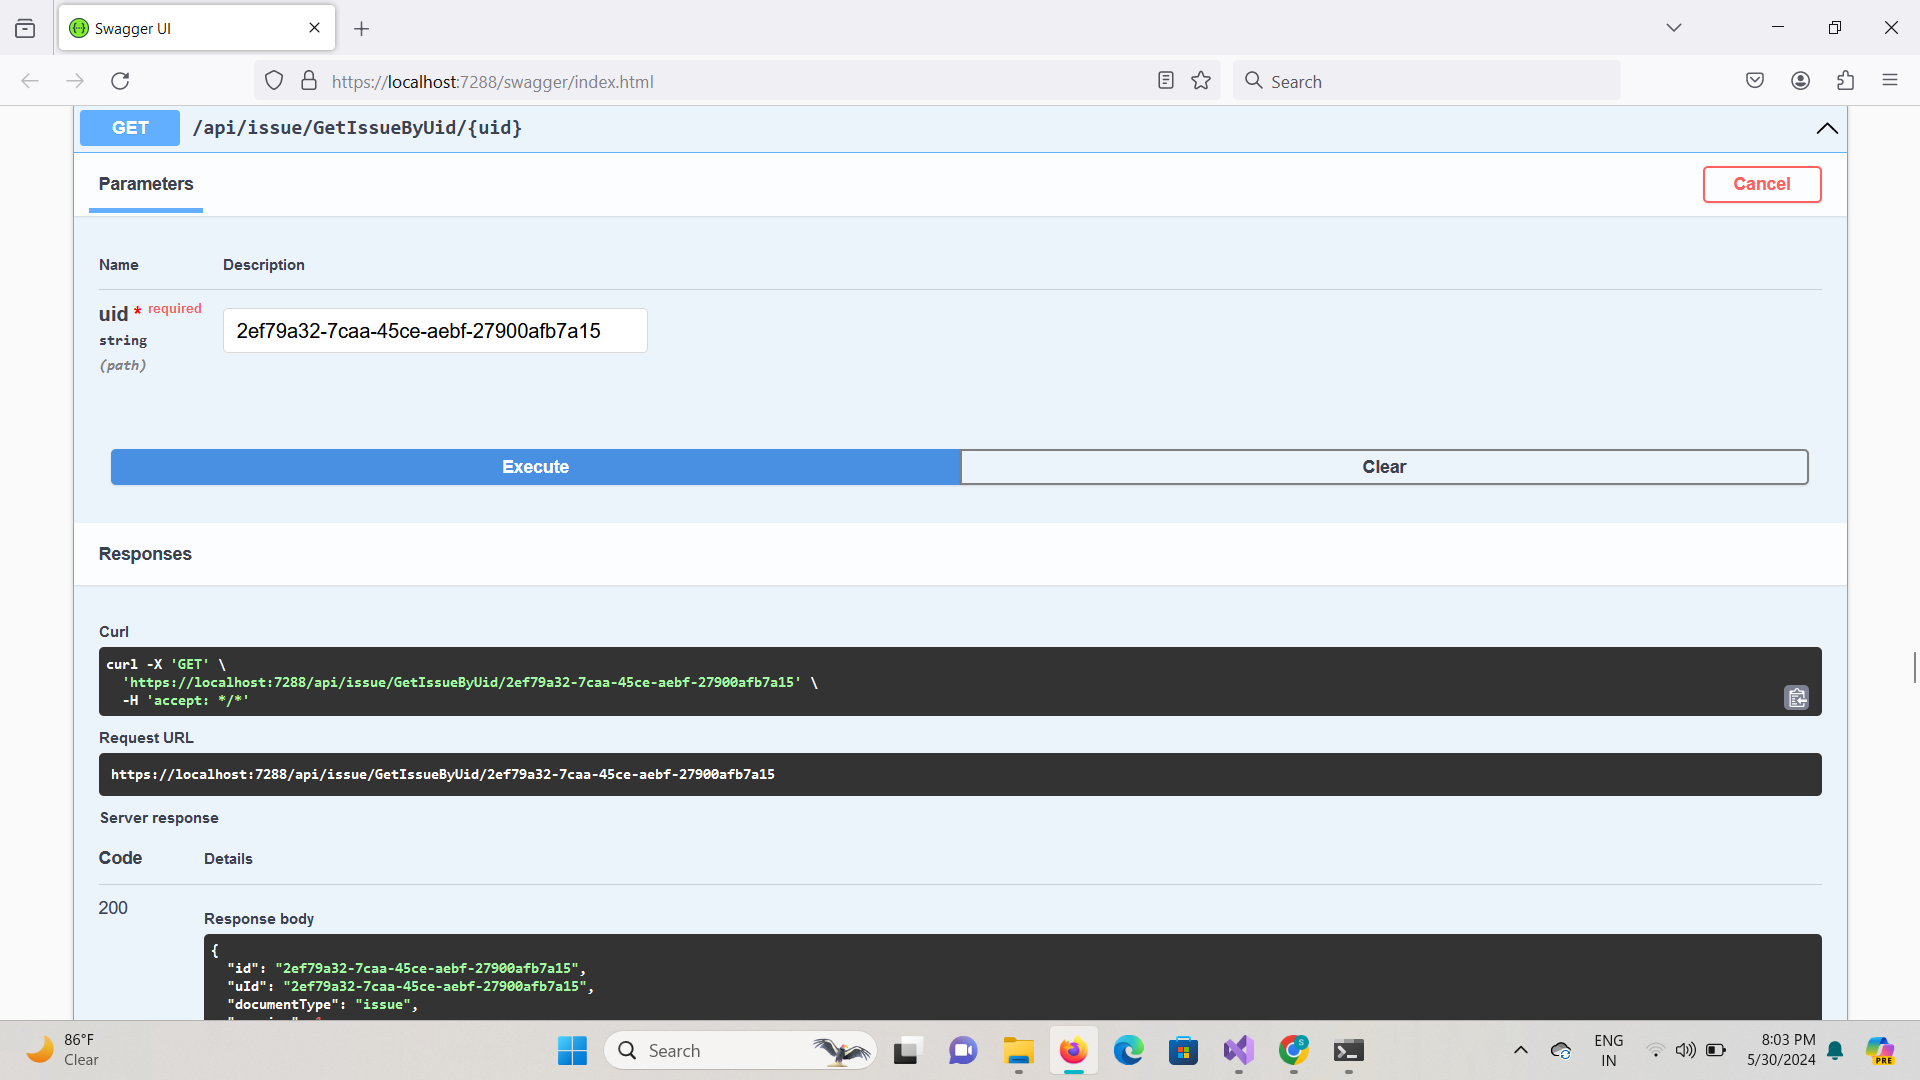 Swagger UI
https://localhost:7288/swagger/index.html
Search
GET /api/issue/GetIssueByUid/{uid}
Parameters
Cancel
Name Description
uid * required
string
(path)
2ef79a32-7caa-45ce-aebf-27900afb7a15
Execute
Clear
Responses
Curl
curl -X 'GET' \
'https://localhost:7288/api/issue/GetIssueByUid/2ef79a32-7caa-45ce-aebf-27900afb7a15' \
-H 'accept: */*'
Request URL
https://localhost:7288/api/issue/GetIssueByUid/2ef79a32-7caa-45ce-aebf-27900afb7a15
Server response
Code Details
200
Response body
{
"id": "2ef79a32-7caa-45ce-aebf-27900afb7a15",
"uId": "2ef79a32-7caa-45ce-aebf-27900afb7a15",
"documentType": "issue",
86°F
Clear
Search
S
ENG
IN
8:03 PM
5/30/2024
PRE